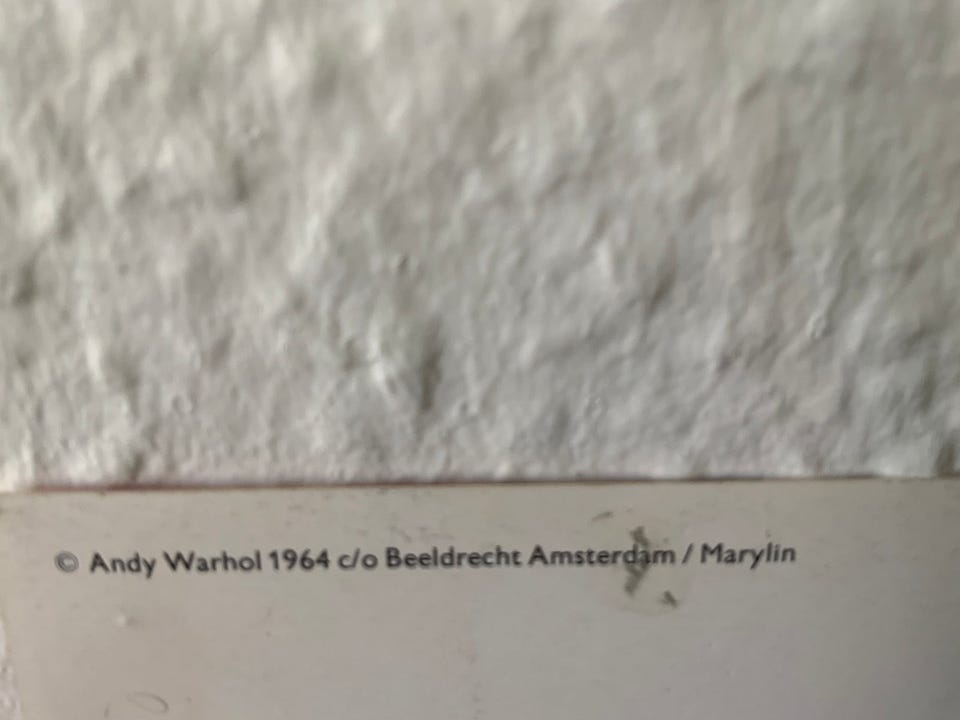 © Andy Warhol 1964 c/o Beeldrecht Amsterdam / Marylin